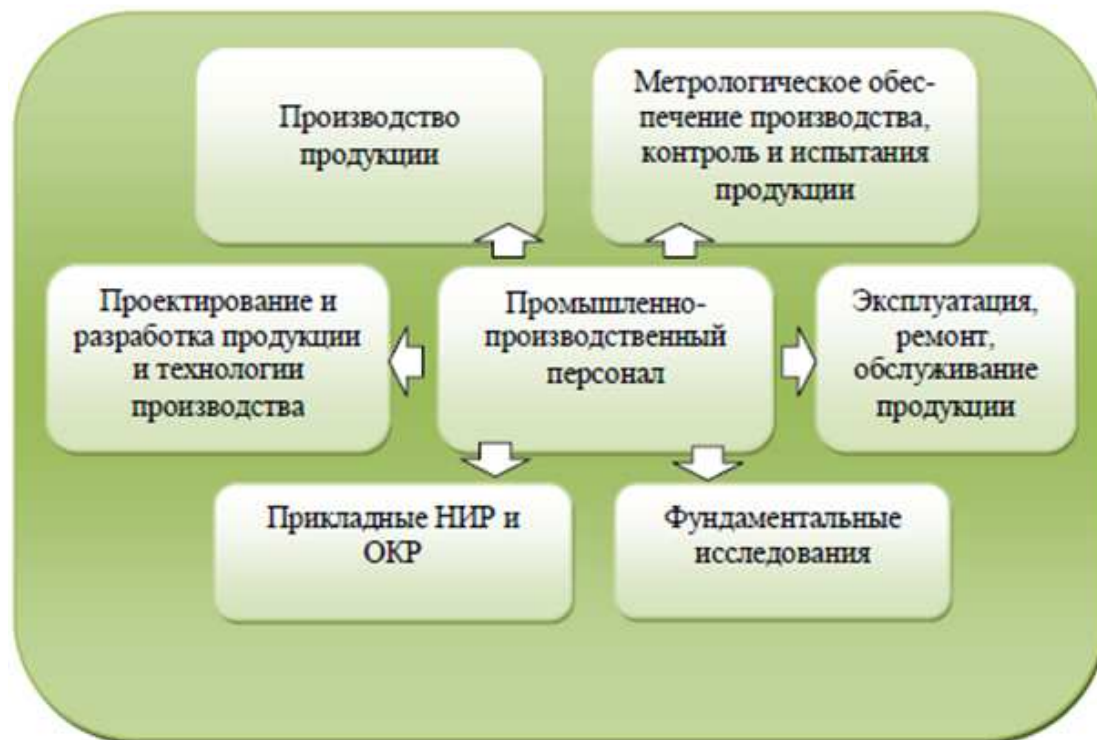 Производство
продукции
Метрологическое обес-
печение производства,
контроль и испытания
продукции
Проектирование и
разработка продукции
и технологии
производства
Промышленно-
производственный
персонал
Эксплуатация,
ремонт,
обслуживание
продукции
Прикладные НИР и
ОКР
Фундаментальные
исследования